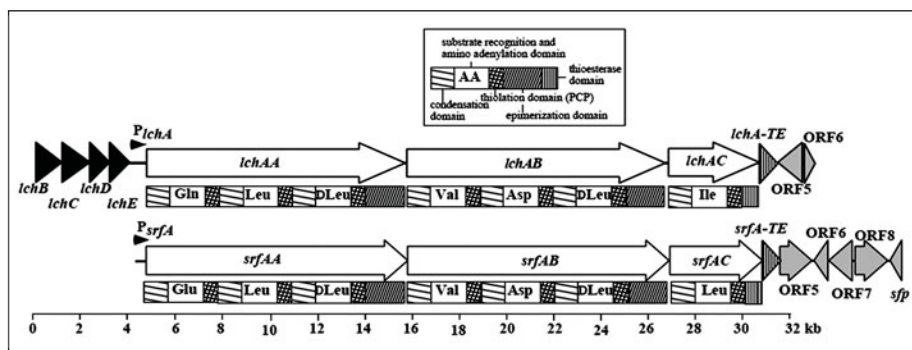 substrate recognition and
amino adenylation domain
AA
thioesterase
domain
condensation
domain
thiolation domain (PCP)
epimerization domain
PlchA
lchA-TE
ORF6
lchAA
lchAB
lchAC
lchB
lchC
lchD
lchE
ORF5
Gln Leu DLeu Val Asp DLeu Ile
PsrfA
srfA-TE
ORF6 ORF8
srfAA
srfAB
srfAC
ORF5
ORF7
sfp
Glu Leu DLeu Val Asp DLeu Leu
0 2 4 6 8 10 12 14 16 18 20 22 24 26 28 30 32 kb